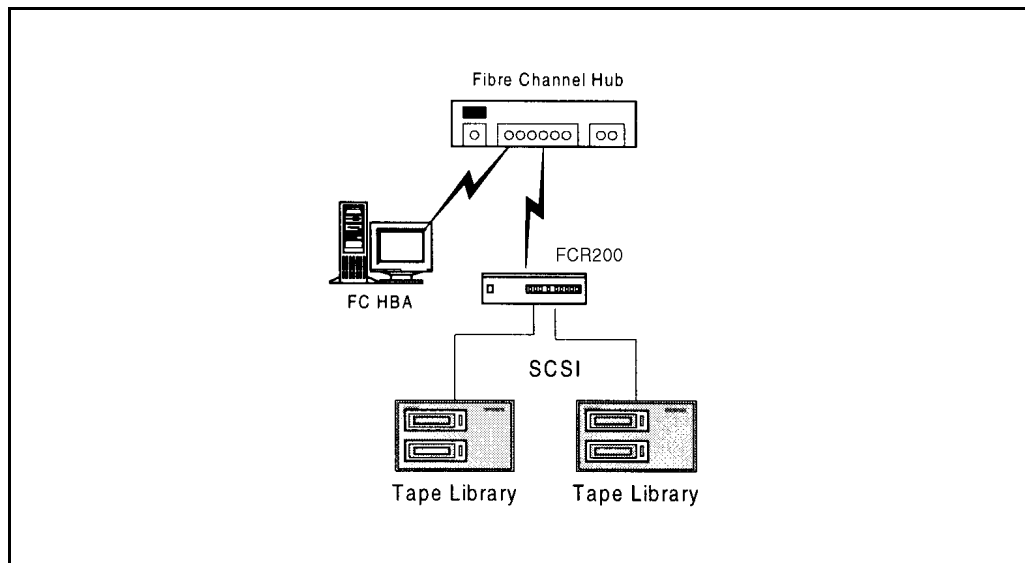 Fibre Channel Hub
FCR200
FC HBA
SCSI
Tape Library
Tape Library